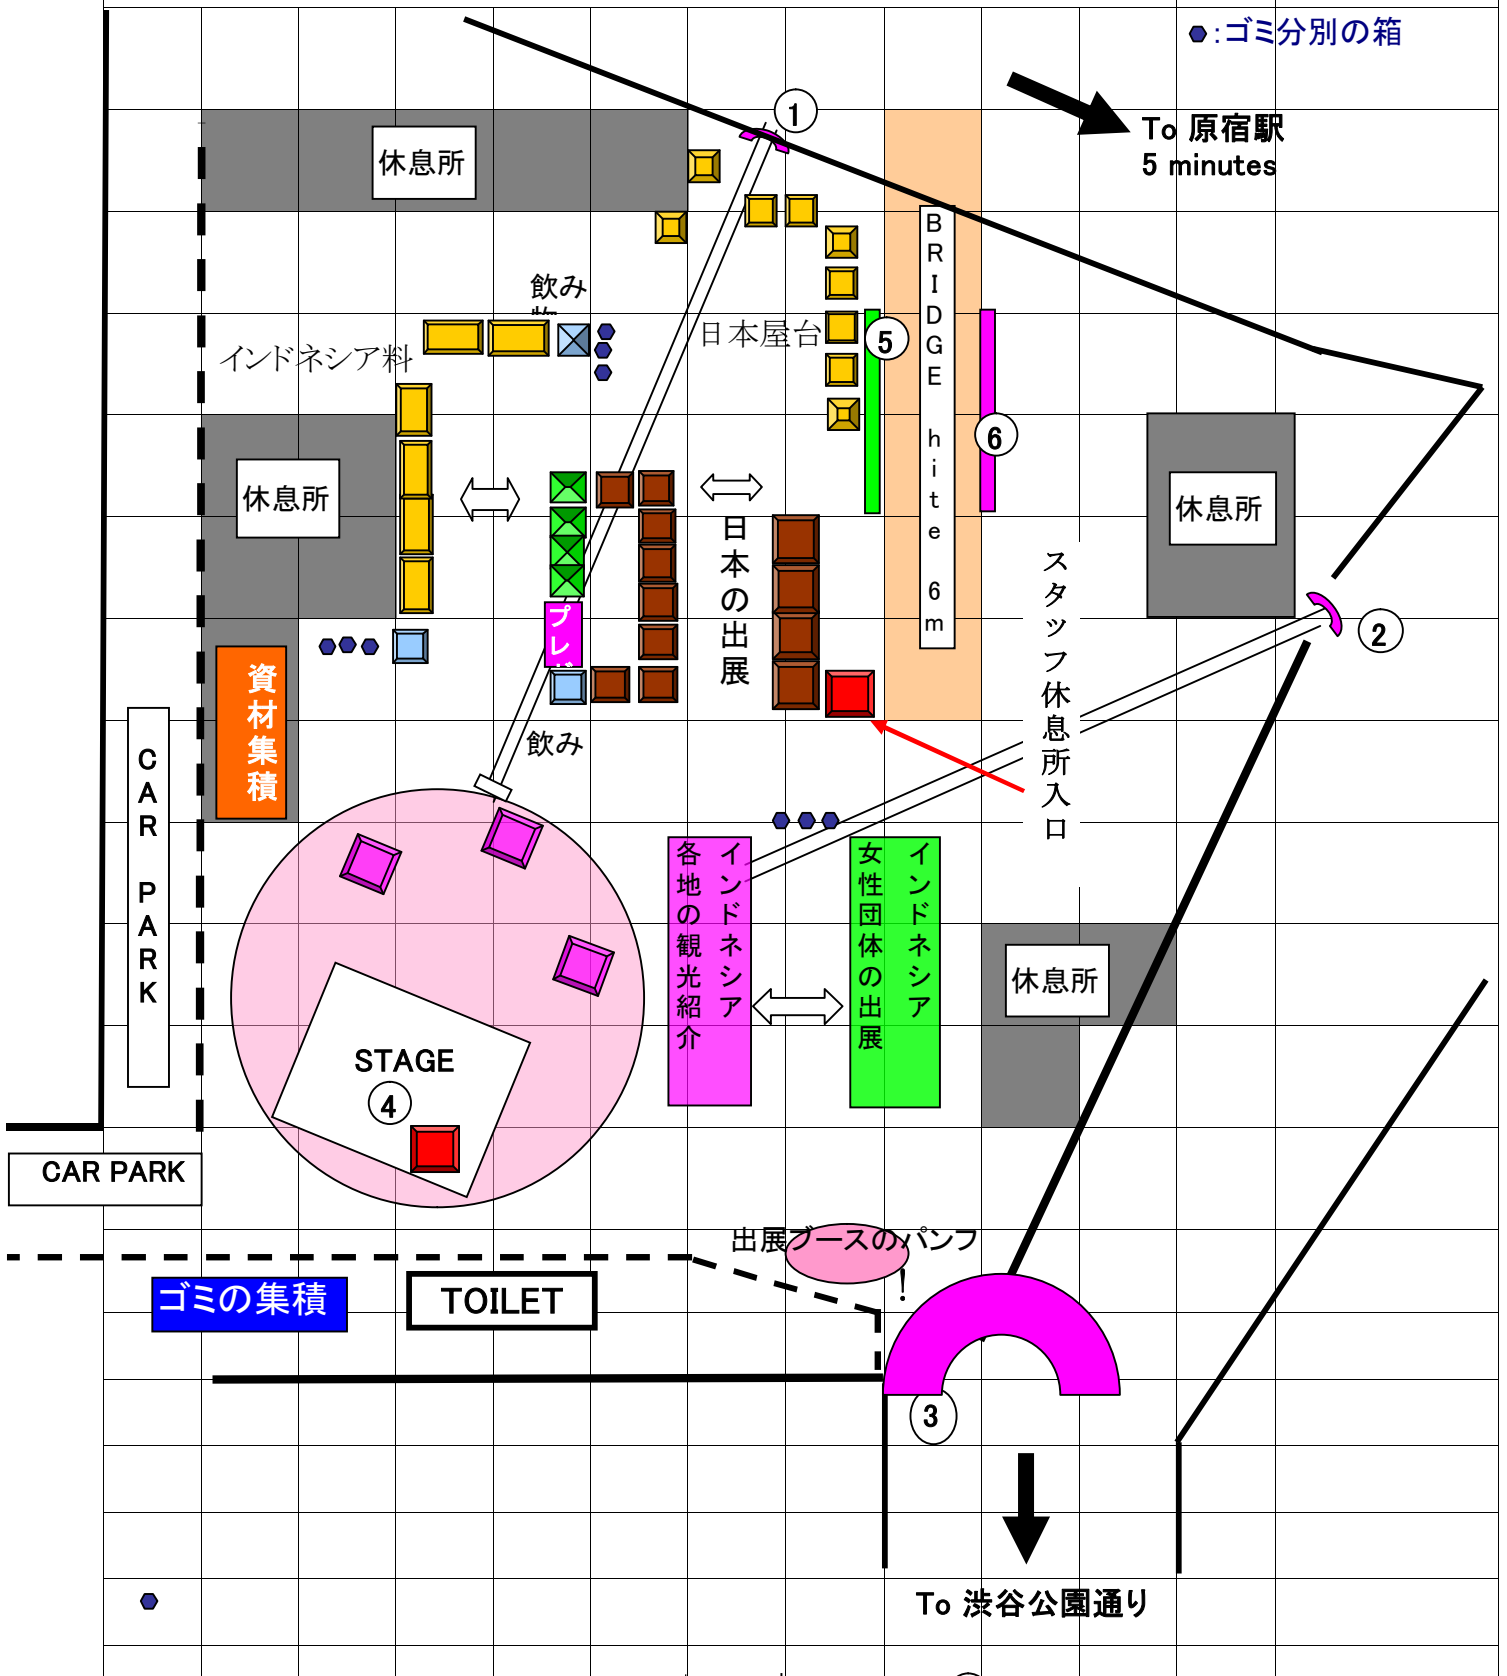 :ゴミ分別の箱
1
To 原宿駅
5 minutes
休息所
BRIDGE hite 6m
飲み
日本屋台
5
インドネシア料
6
休息所
休息所
日本の出展
スタッフ休息所入口
プレ
2
資材集積
飲み
CAR PARK
インドネシア
各地の観光紹介
インドネシア
女性団体の出展
休息所
STAGE
4
CAR PARK
出展ブースのパンフ
!
ゴミの集積
TOILET
3
To 渋谷公園通り